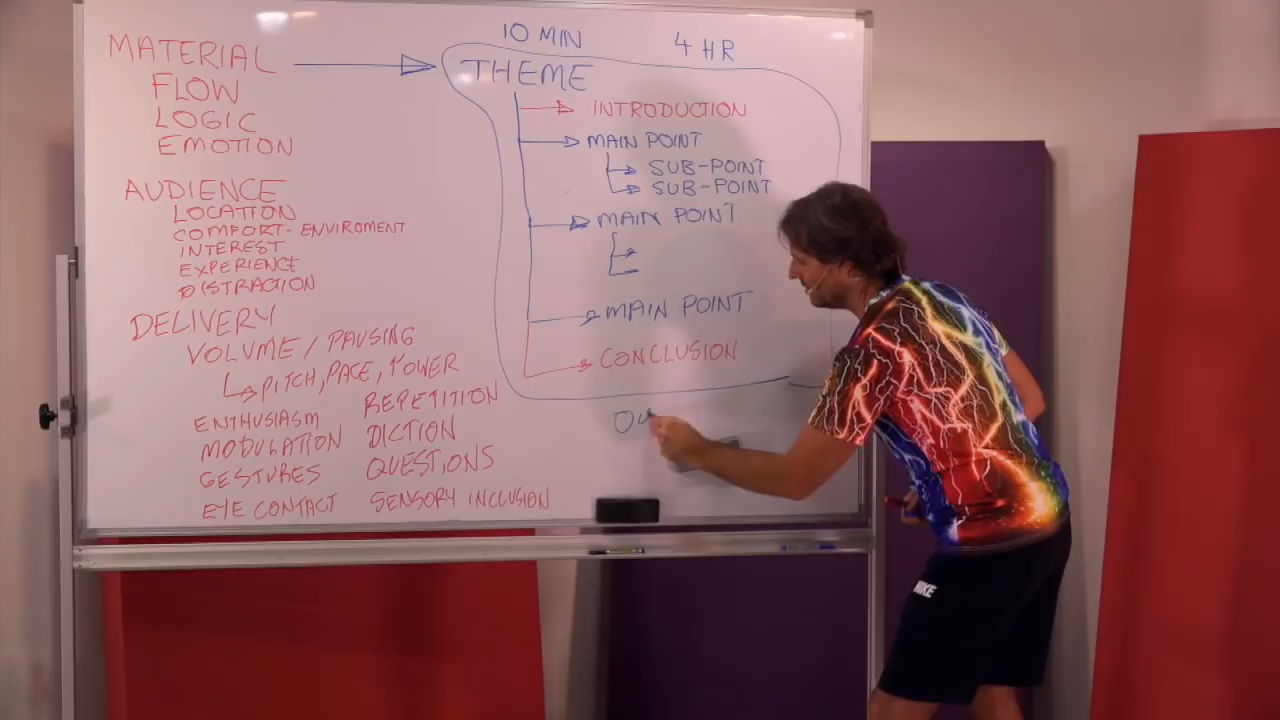 MATERIAL
FLOW
LOGIC
EMOTION
AUDIENCE
LOCATION
COMFORT- ENVIROMENT
INTEREST
EXPERIENCE
DISTRACTION
DELIVERY
VOLUME / PAUSING
PITCH, PACE, POWER
ENTHUSIASM REPETITION
MODULATION DICTION
GESTURES QUESTIONS
EYE CONTACT SENSORY INCLUSION
10 MIN 4 HR
THEME
INTRODUCTION
MAIN POINT
SUB-POINT
SUB-POINT
MAIN POINT
MAIN POINT
CONCLUSION
OU
NIKE